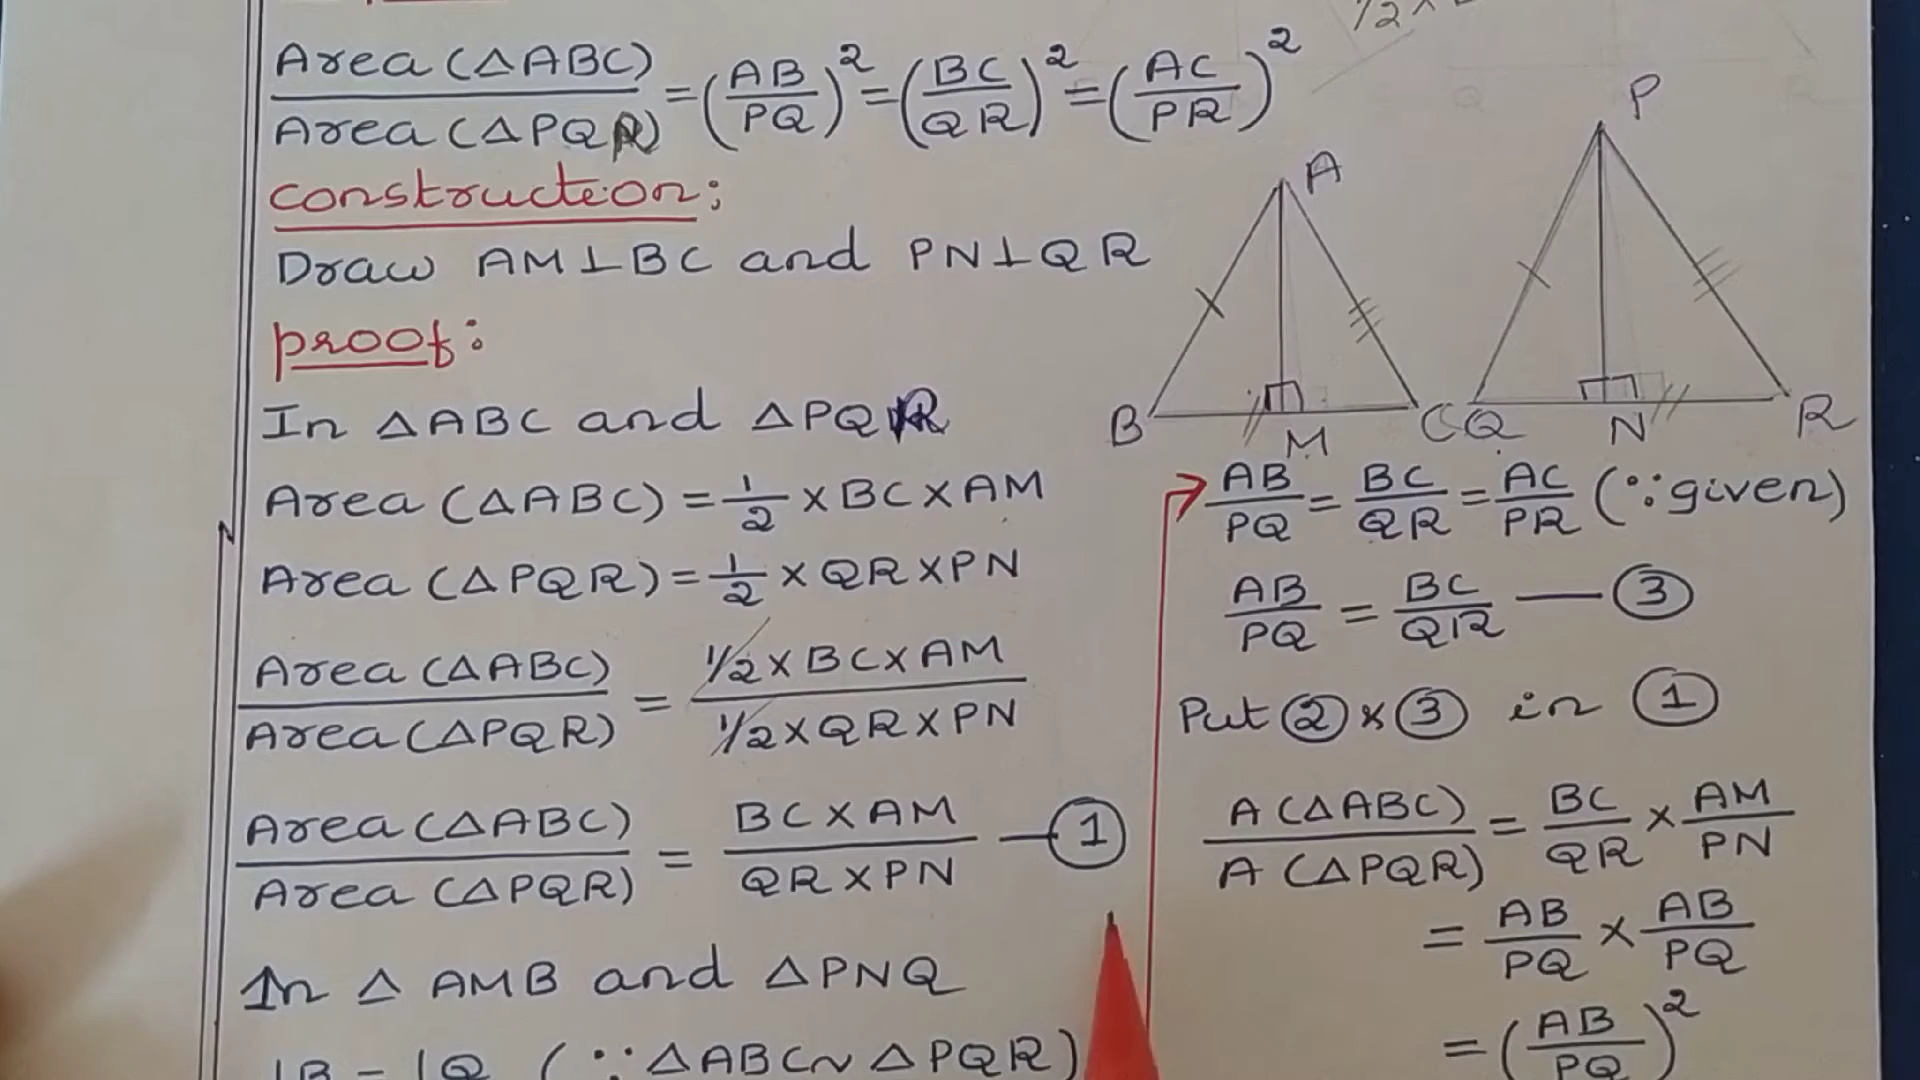 Area (△ABC) / Area (△PQR) = (AB/PQ)² = (BC/QR)² = (AC/PR)²
construction:
Draw AM⊥BC and PN⊥QR
proof:
In △ABC and △PQR
Area (△ABC) = 1/2 × BC × AM
Area (△PQR) = 1/2 × QR × PN
Area (△ABC) / Area (△PQR) = 1/2 × BC × AM / 1/2 × QR × PN
Area (△ABC) / Area (△PQR) = BC × AM / QR × PN — ①
In △ AMB and △PNQ
∠B = ∠Q (∵ △ABC ~ △PQR)
A
B
M
C
P
Q
N
R
AB/PQ = BC/QR = AC/PR (∵ given)
AB/PQ = BC/QR — ③
Put ② & ③ in ①
A (△ABC) / A (△PQR) = BC/QR × AM/PN
= AB/PQ × AB/PQ
= (AB/PQ)²